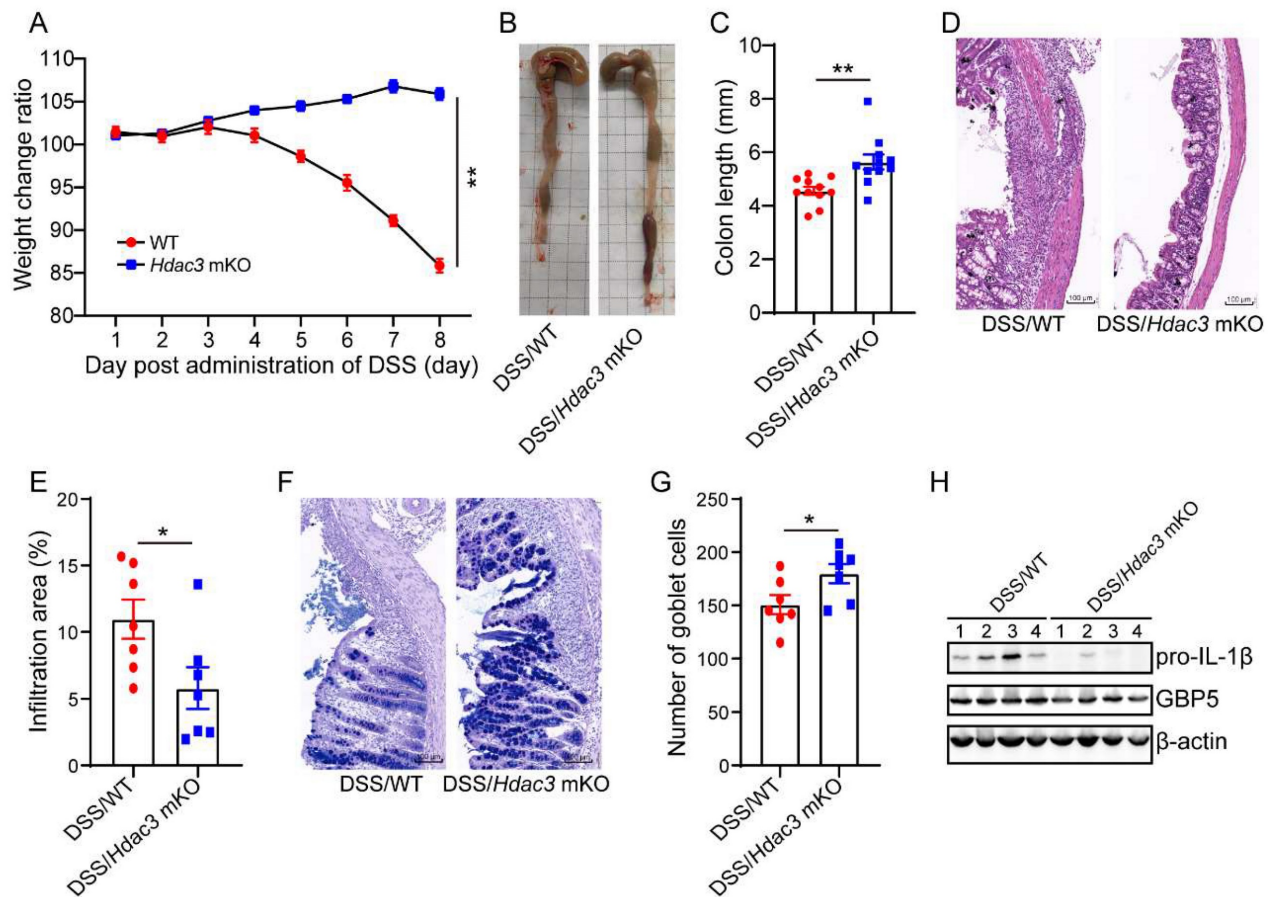 A
Weight change ratio
110
105
100
95
90
85
80
WT
Hdac3 mKO
**
1 2 3 4 5 6 7 8
Day post administration of DSS (day)
B
DSS/WT
DSS/Hdac3 mKO
C
Colon length (mm)
10
8
6
4
2
0
**
DSS/WT
DSS/Hdac3 mKO
D
100 µm
100 µm
DSS/WT
DSS/Hdac3 mKO
E
Infiltration area (%)
20
15
10
5
0
*
DSS/WT
DSS/Hdac3 mKO
F
DSS/WT
DSS/Hdac3 mKO
G
Number of goblet cells
250
200
150
100
50
0
*
DSS/WT
DSS/Hdac3 mKO
H
DSS/WT
DSS/Hdac3 mKO
1 2 3 4 1 2 3 4
pro-IL-1β
GBP5
β-actin